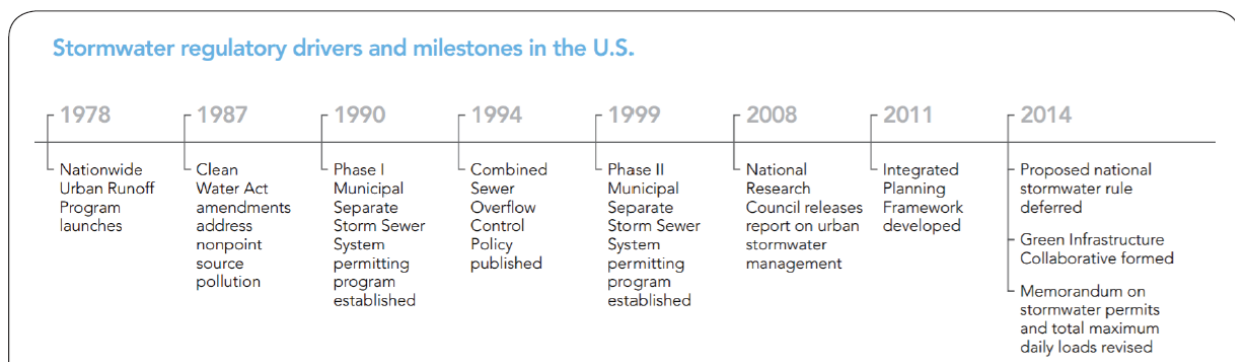 Stormwater regulatory drivers and milestones in the U.S.
1978
Nationwide
Urban Runoff
Program
launches
1987
Clean
Water Act
amendments
address
nonpoint
source
pollution
1990
Phase I
Municipal
Separate
Storm Sewer
System
permitting
program
established
1994
Combined
Sewer
Overflow
Control
Policy
published
1999
Phase II
Municipal
Separate
Storm Sewer
System
permitting
program
established
2008
National
Research
Council releases
report on urban
stormwater
management
2011
Integrated
Planning
Framework
developed
2014
Proposed national
stormwater rule
deferred
Green Infrastructure
Collaborative formed
Memorandum on
stormwater permits
and total maximum
daily loads revised